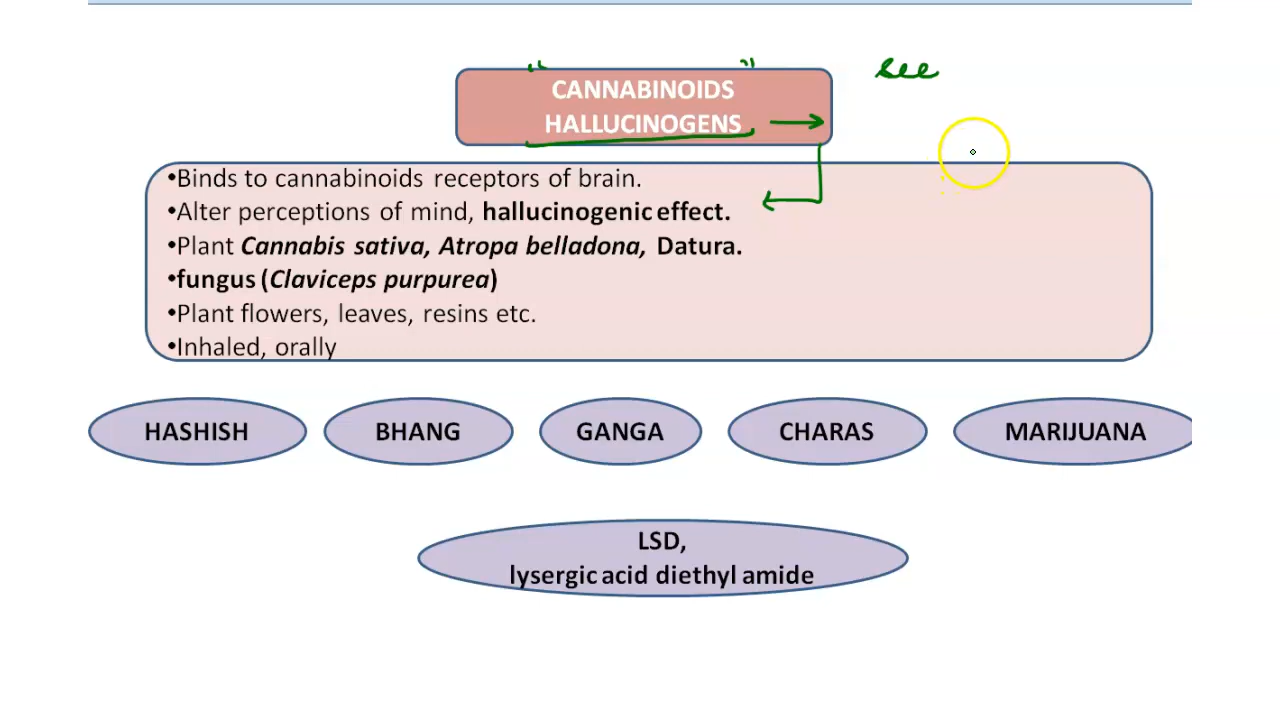 CANNABINOIDS
HALLUCINOGENS
see
•Binds to cannabinoids receptors of brain.
•Alter perceptions of mind, hallucinogenic effect.
•Plant Cannabis sativa, Atropa belladona, Datura.
•fungus (Claviceps purpurea)
•Plant flowers, leaves, resins etc.
•Inhaled, orally
HASHISH
BHANG
GANGA
CHARAS
MARIJUANA
LSD,
lysergic acid diethyl amide